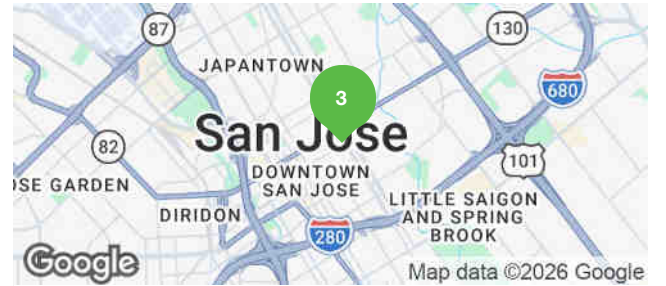 87
130
JAPANTOWN
680
3
San Jose
82
101
DOWNTOWN
SAN JOSE
OSE GARDEN
LITTLE SAIGON
AND SPRING
BROOK
DIRIDON
280
Google
Map data ©2026 Google